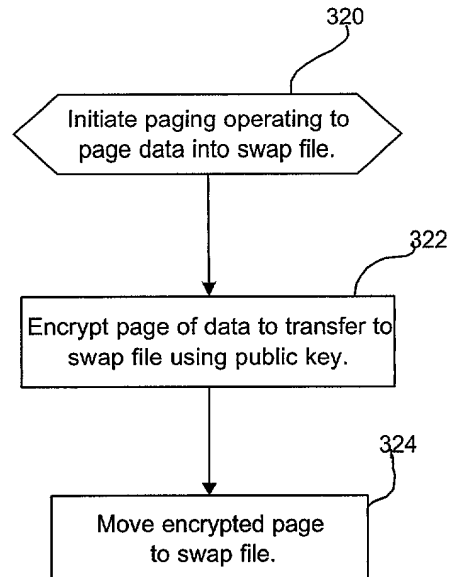 320
Initiate paging operating to
page data into swap file.
322
Encrypt page of data to transfer to
swap file using public key.
324
Move encrypted page
to swap file.